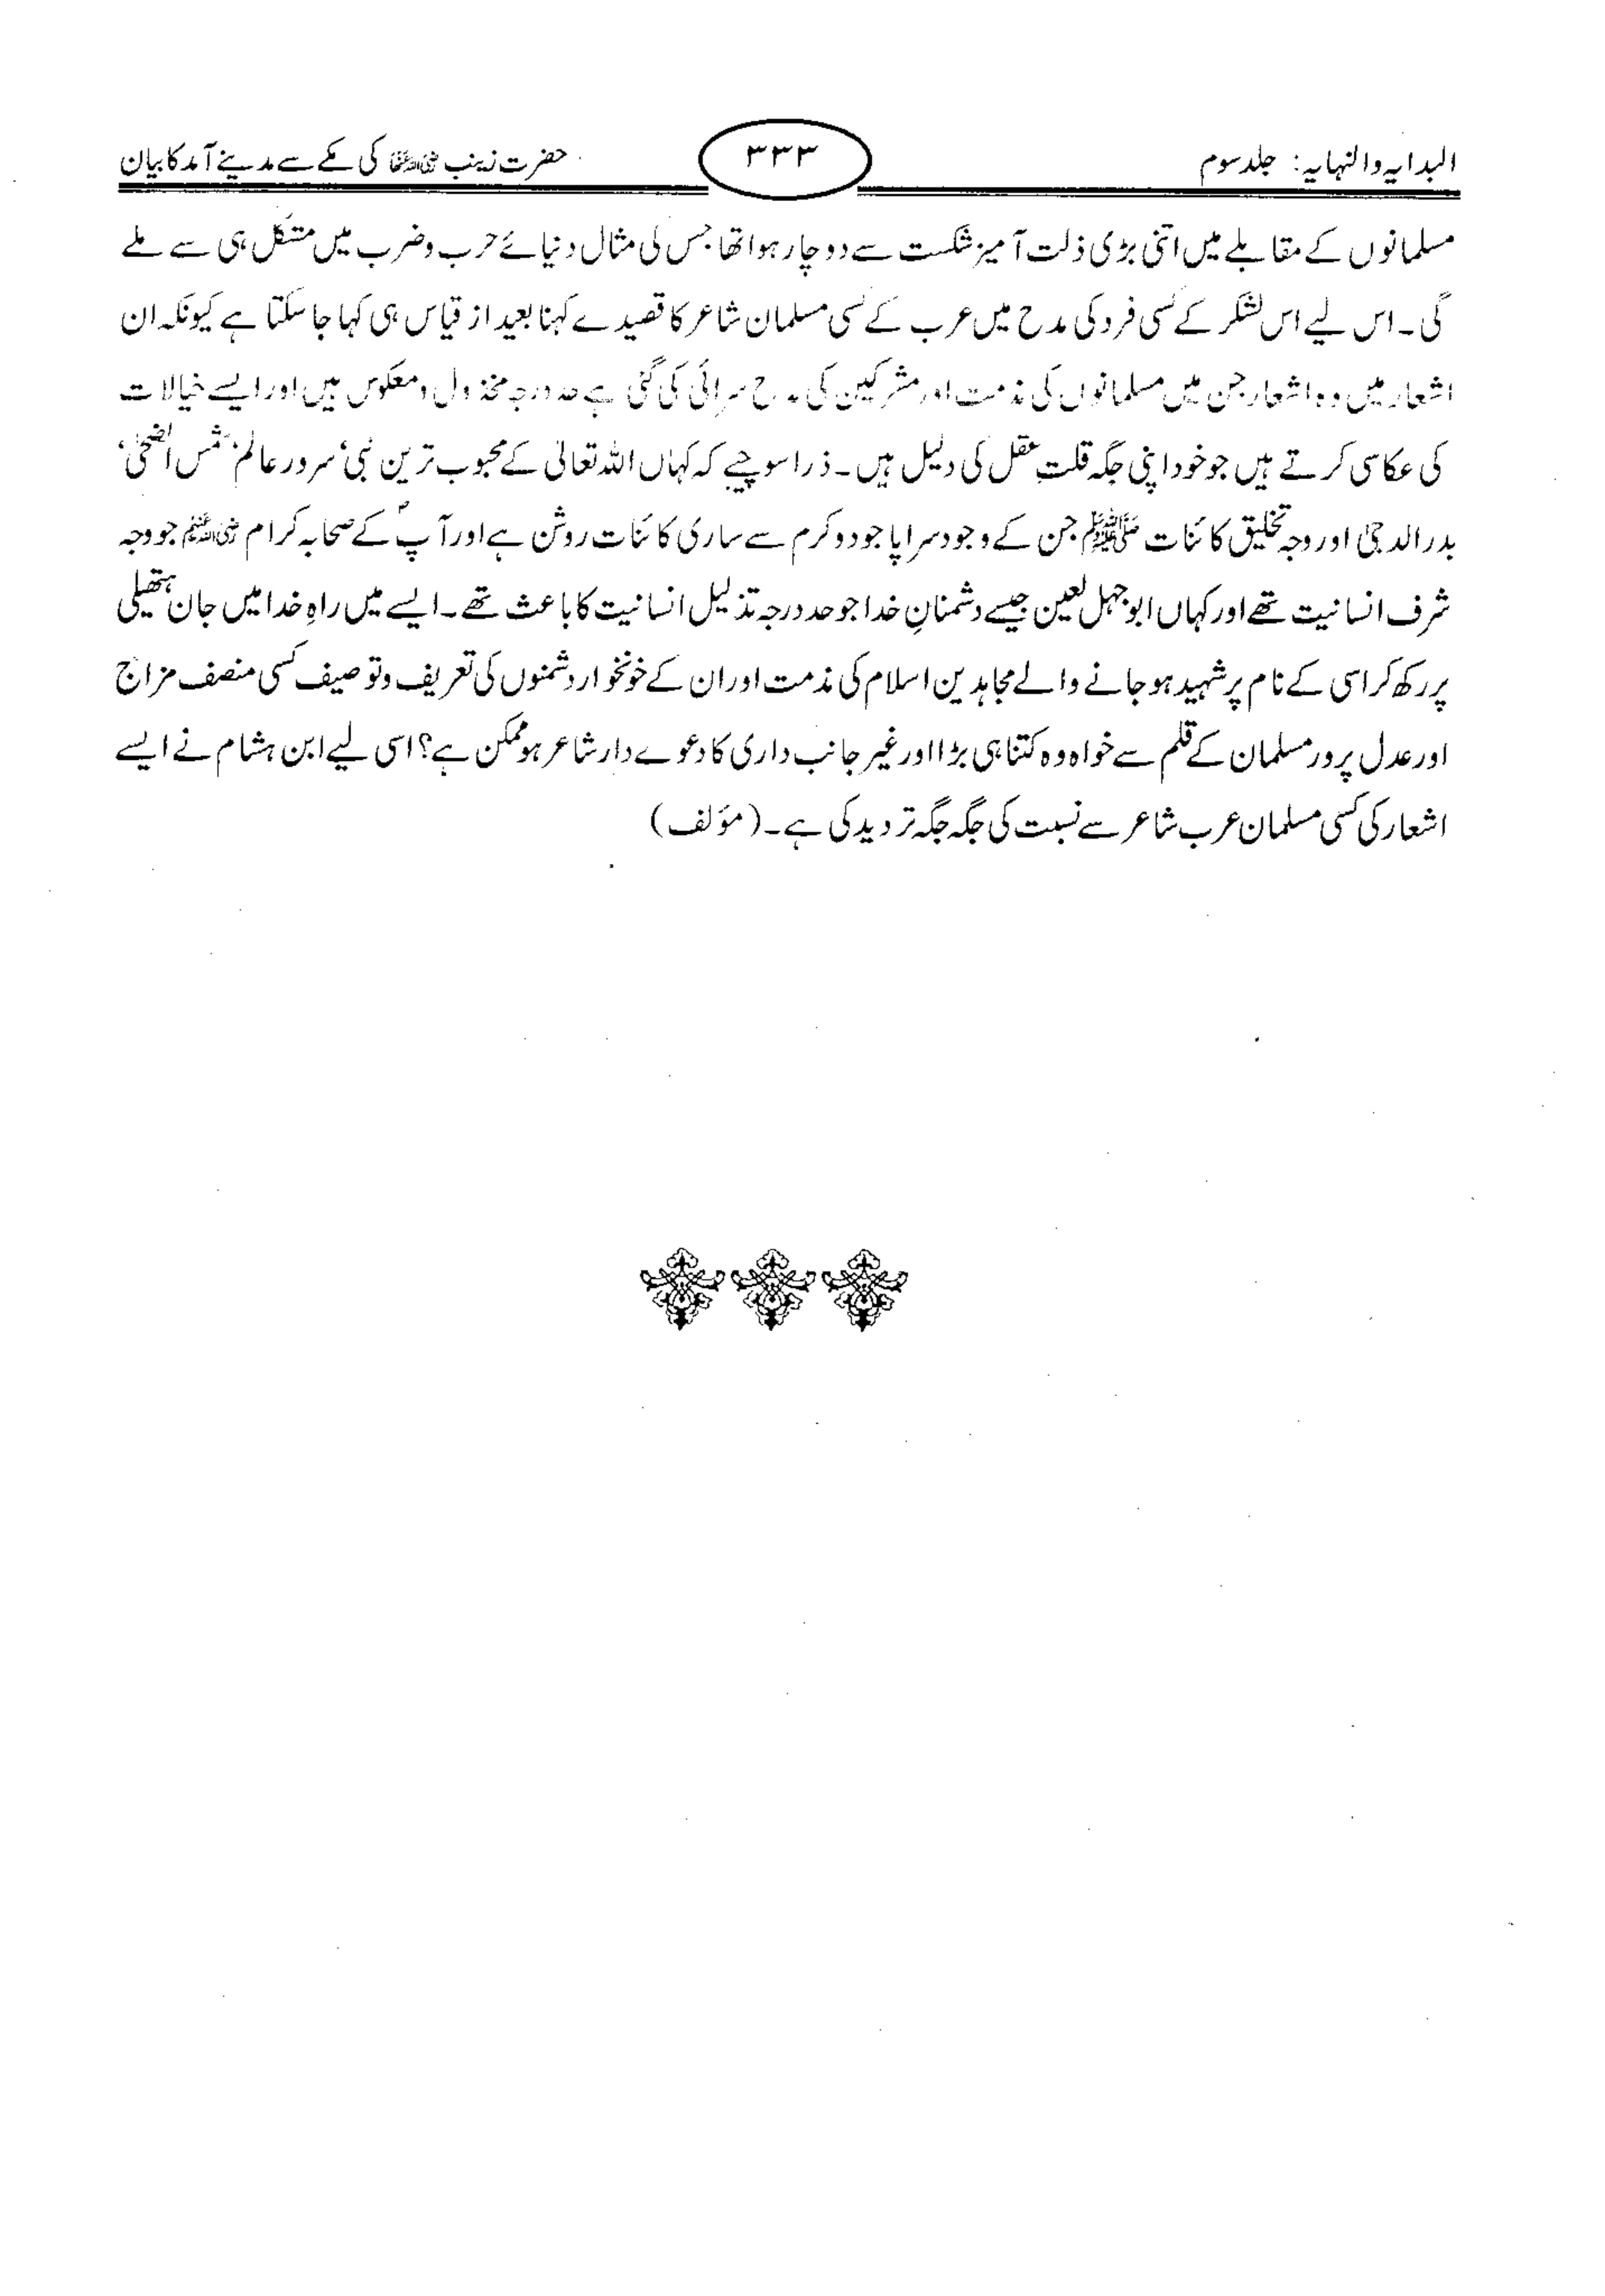 البدایہ والنہایہ: جلد سوم ۳۳۳ حضرت زینب رضی اللہ عنہا کی مکے سے مدینے آمد کا بیان
مسلمانوں کے مقابلے میں اتنی بڑی ذلت آمیز شکست سے دو چار ہوا تھا جس کی مثال دنیائے حرب و ضرب میں مشکل ہی سے ملے
گی۔ اس لیے اس لشکر کے کسی فرد کی مدح میں عرب کے کسی مسلمان شاعر کا قصیدے کہنا بعید از قیاس ہی کہا جا سکتا ہے کیونکہ ان
اشعار میں وہ اشعار جن میں مسلمانوں کی مذمت اور مشرکین کی مدح سرائی کی گئی ہے حد درجہ مخذول و معکوس ہیں اور ایسے خیالات
کی عکاسی کرتے ہیں جو خود اپنی جگہ قلتِ عقل کی دلیل ہیں۔ ذرا سوچیے کہ کہاں اللہ تعالیٰ کے محبوب ترین نبی، سرور عالم، شمس الضحیٰ،
بدر الدجیٰ اور وجہ تخلیق کائنات ﷺ جن کے وجود سراپا جود و کرم سے ساری کائنات روشن ہے اور آپؐ کے صحابہ کرام رضی اللہ عنہم جو وجہ
شرف انسانیت تھے اور کہاں ابوجہل لعین جیسے دشمنانِ خدا جو حد درجہ تذلیل انسانیت کا باعث تھے۔ ایسے میں راہِ خدا میں جان ہتھیلی
پر رکھ کر اسی کے نام پر شہید ہو جانے والے مجاہدین اسلام کی مذمت اور ان کے خونخوار دشمنوں کی تعریف و توصیف کسی منصف مزاج
اور عدل پرور مسلمان کے قلم سے خواہ وہ کتنا ہی بڑا اور غیر جانب داری کا دعوے دار شاعر ہو ممکن ہے؟ اسی لیے ابن ہشام نے ایسے
اشعار کی کسی مسلمان عرب شاعر سے نسبت کی جگہ جگہ تردید کی ہے۔ (مؤلف)